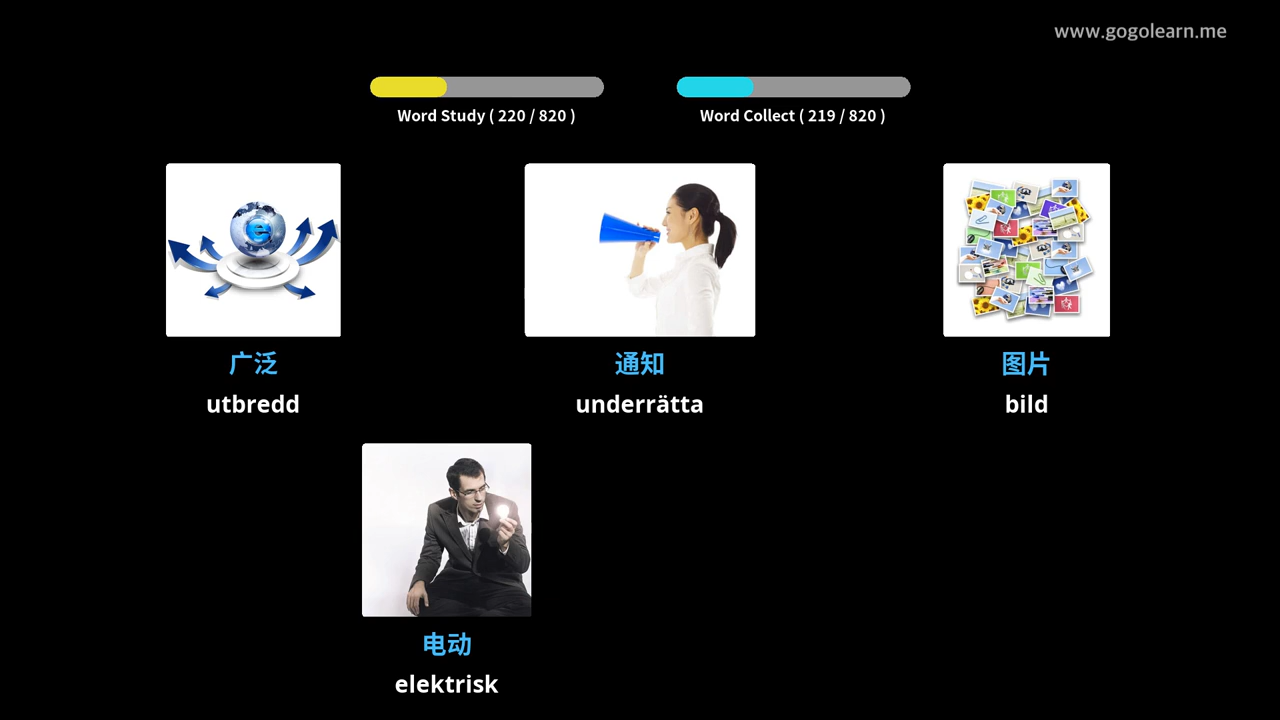 www.gogolearn.me
Word Study ( 220 / 820 )
Word Collect ( 219 / 820 )
e
广泛
utbredd
通知
underrätta
图片
bild
电动
elektrisk